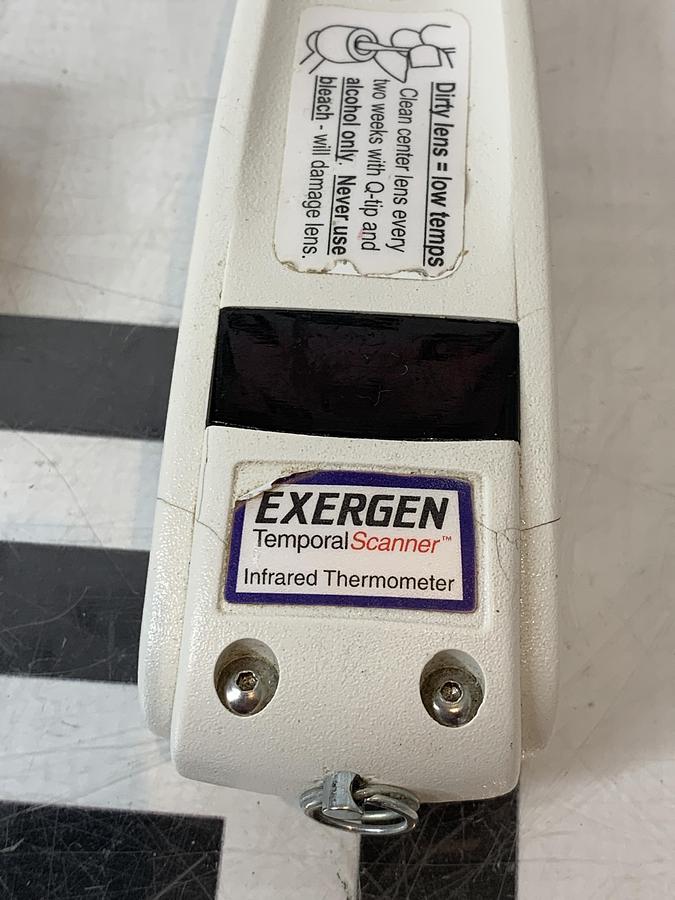 Dirty lens = low temps
Clean center lens every
two weeks with Q-tip and
alcohol only. Never use
bleach - will damage lens.
EXERGEN
TemporalScanner™
Infrared Thermometer